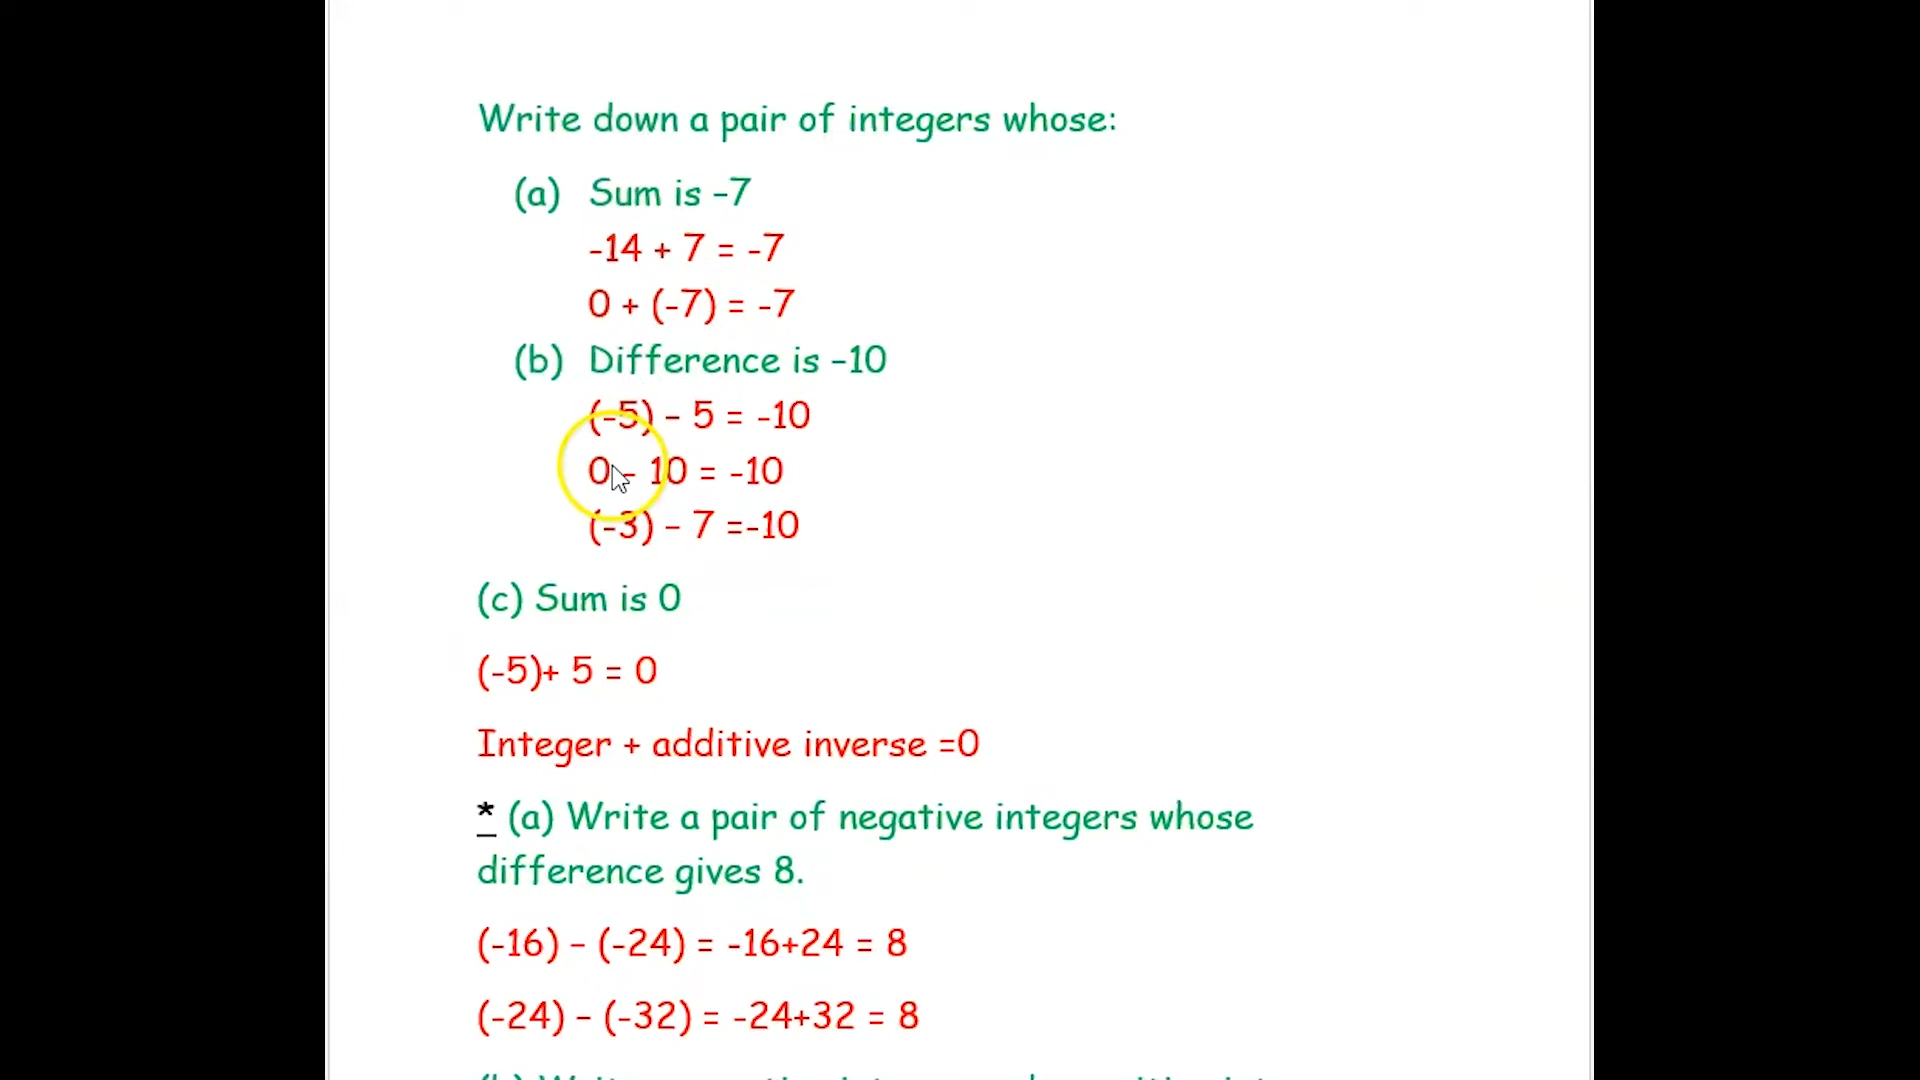 Write down a pair of integers whose:
(a) Sum is -7
-14 + 7 = -7
0 + (-7) = -7
(b) Difference is -10
(-5) - 5 = -10
0 - 10 = -10
(-3) - 7 =-10
(c) Sum is 0
(-5)+ 5 = 0
Integer + additive inverse =0
* (a) Write a pair of negative integers whose
difference gives 8.
(-16) - (-24) = -16+24 = 8
(-24) - (-32) = -24+32 = 8